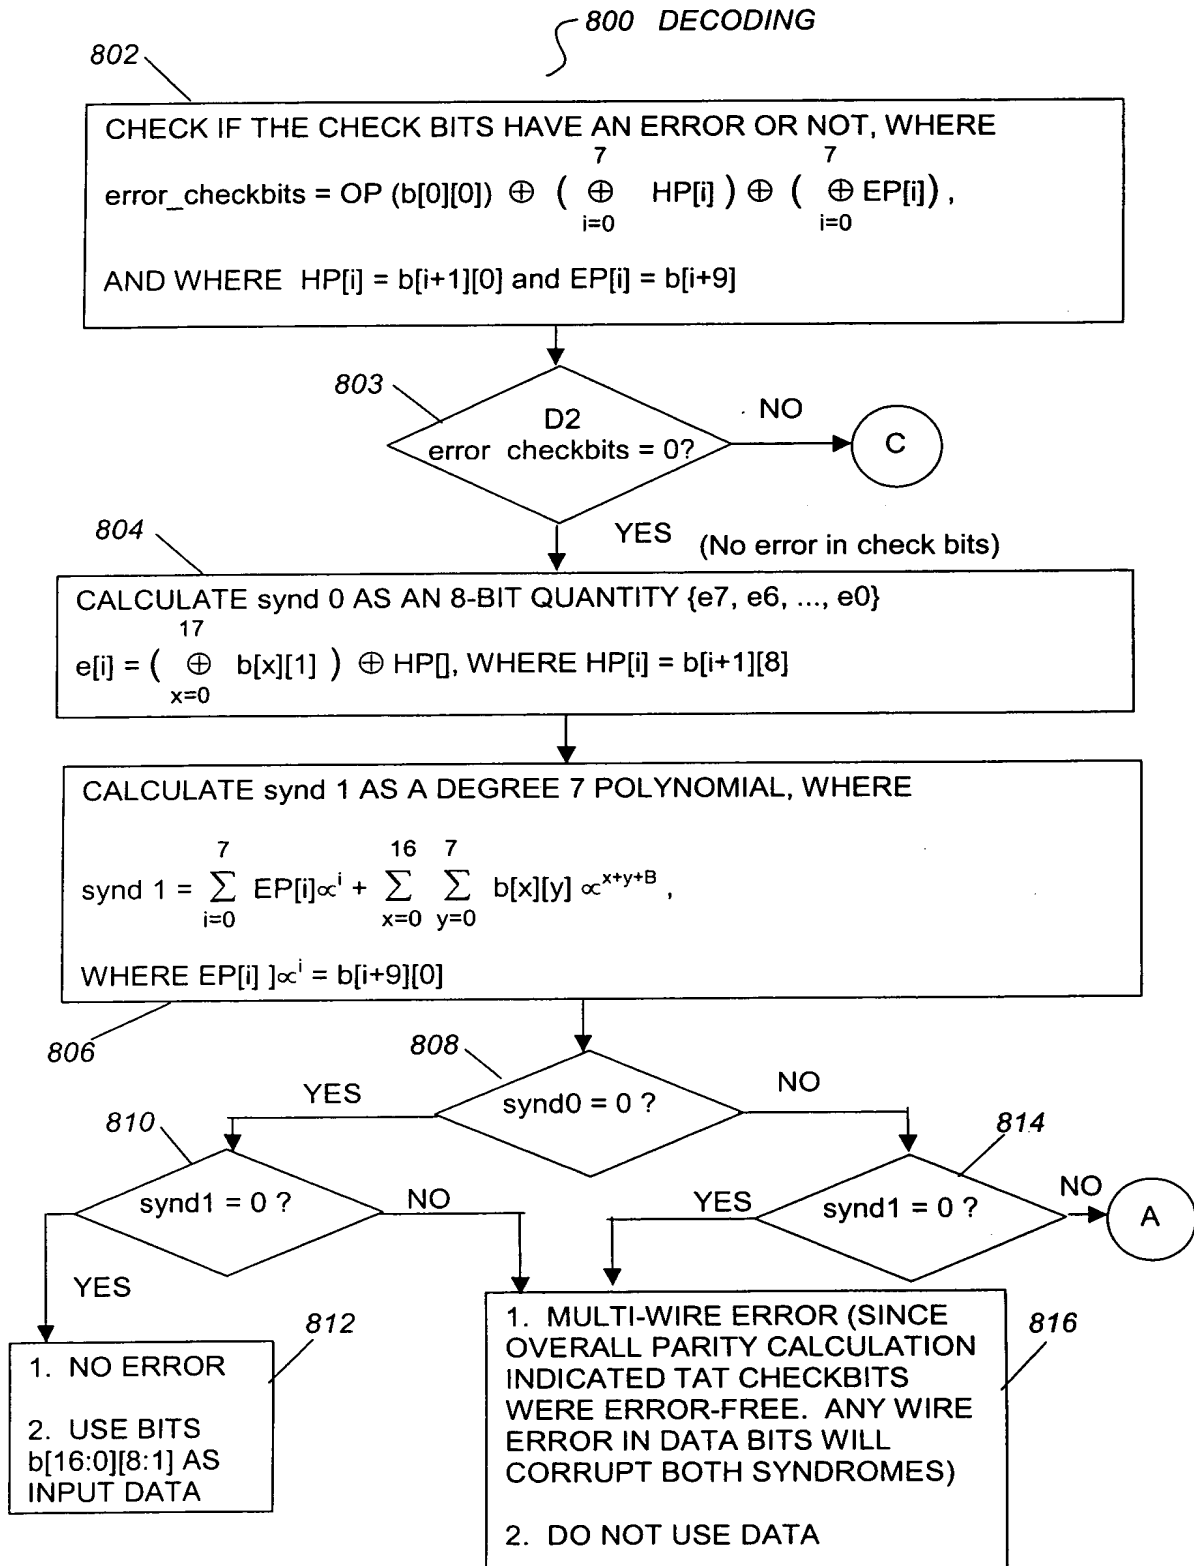 800 DECODING
802
CHECK IF THE CHECK BITS HAVE AN ERROR OR NOT, WHERE
7 7
error_checkbits = OP (b[0][0]) ⊕ ( ⊕ HP[i] ) ⊕ ( ⊕ EP[i]) ,
i=0 i=0
AND WHERE HP[i] = b[i+1][0] and EP[i] = b[i+9]
803
D2
error checkbits = 0?
NO
C
YES
(No error in check bits)
804
CALCULATE synd 0 AS AN 8-BIT QUANTITY {e7, e6, ..., e0}
17
e[i] = ( ⊕ b[x][1] ) ⊕ HP[], WHERE HP[i] = b[i+1][8]
x=0
CALCULATE synd 1 AS A DEGREE 7 POLYNOMIAL, WHERE
7 16 7
synd 1 = ∑ EP[i]∝^i + ∑ ∑ b[x][y] ∝^x+y+B ,
i=0 x=0 y=0
WHERE EP[i] ]∝^i = b[i+9][0]
806
808
synd0 = 0 ?
YES
NO
810
synd1 = 0 ?
NO
YES
814
synd1 = 0 ?
YES
NO
A
812
1. NO ERROR
2. USE BITS
b[16:0][8:1] AS
INPUT DATA
816
1. MULTI-WIRE ERROR (SINCE
OVERALL PARITY CALCULATION
INDICATED TAT CHECKBITS
WERE ERROR-FREE. ANY WIRE
ERROR IN DATA BITS WILL
CORRUPT BOTH SYNDROMES)
2. DO NOT USE DATA